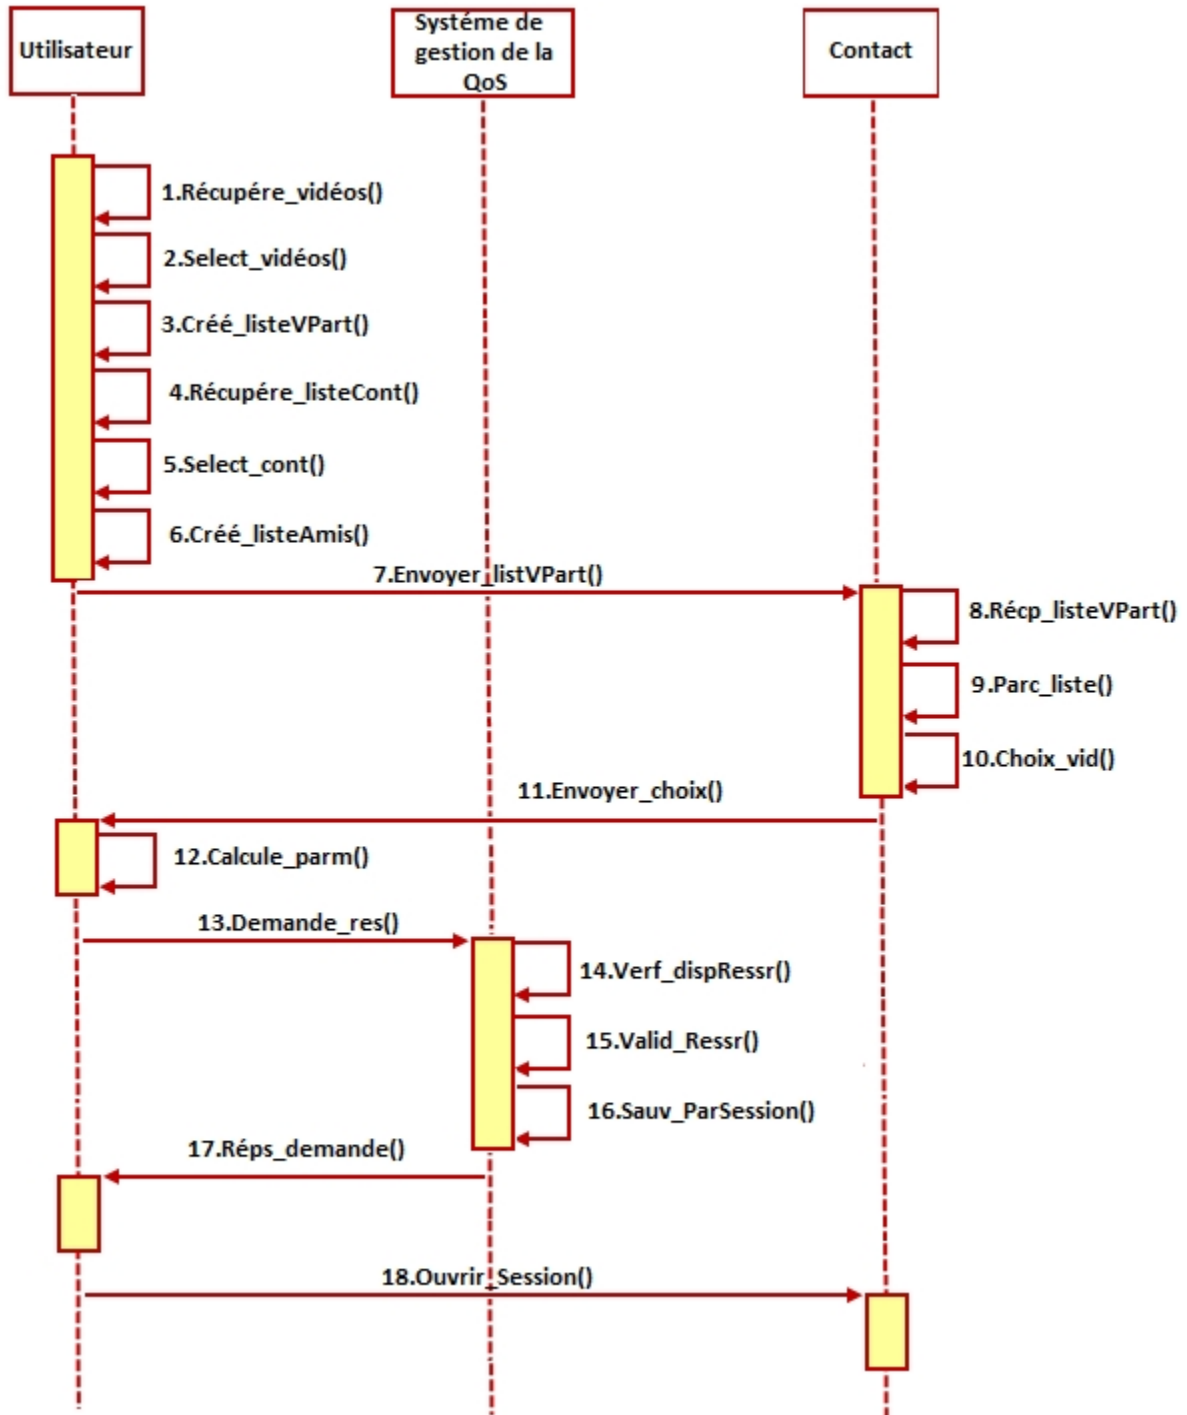 Utilisateur
Systéme de
gestion de la
QoS
Contact
1.Récupére_vidéos()
2.Select_vidéos()
3.Créé_listeVPart()
4.Récupére_listeCont()
5.Select_cont()
6.Créé_listeAmis()
7.Envoyer_listVPart()
8.Récp_listeVPart()
9.Parc_liste()
10.Choix_vid()
11.Envoyer_choix()
12.Calcule_parm()
13.Demande_res()
14.Verf_dispRessr()
15.Valid_Ressr()
16.Sauv_ParSession()
17.Réps_demande()
18.Ouvrir_Session()